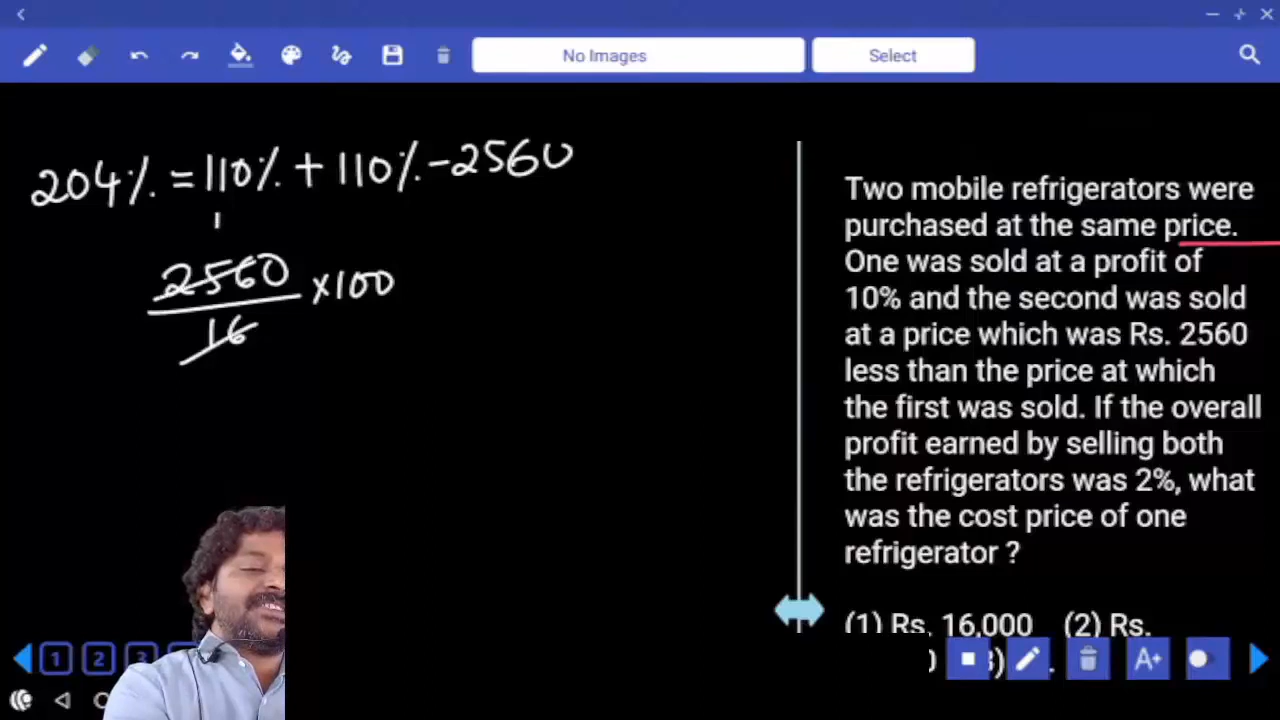 No Images
Select
204% = 110% + 110% - 2560
2560
16
×100
Two mobile refrigerators were
purchased at the same price.
One was sold at a profit of
10% and the second was sold
at a price which was Rs. 2560
less than the price at which
the first was sold. If the overall
profit earned by selling both
the refrigerators was 2%, what
was the cost price of one
refrigerator ?
(1) Rs. 16,000 (2) Rs.
1 2 3
A+